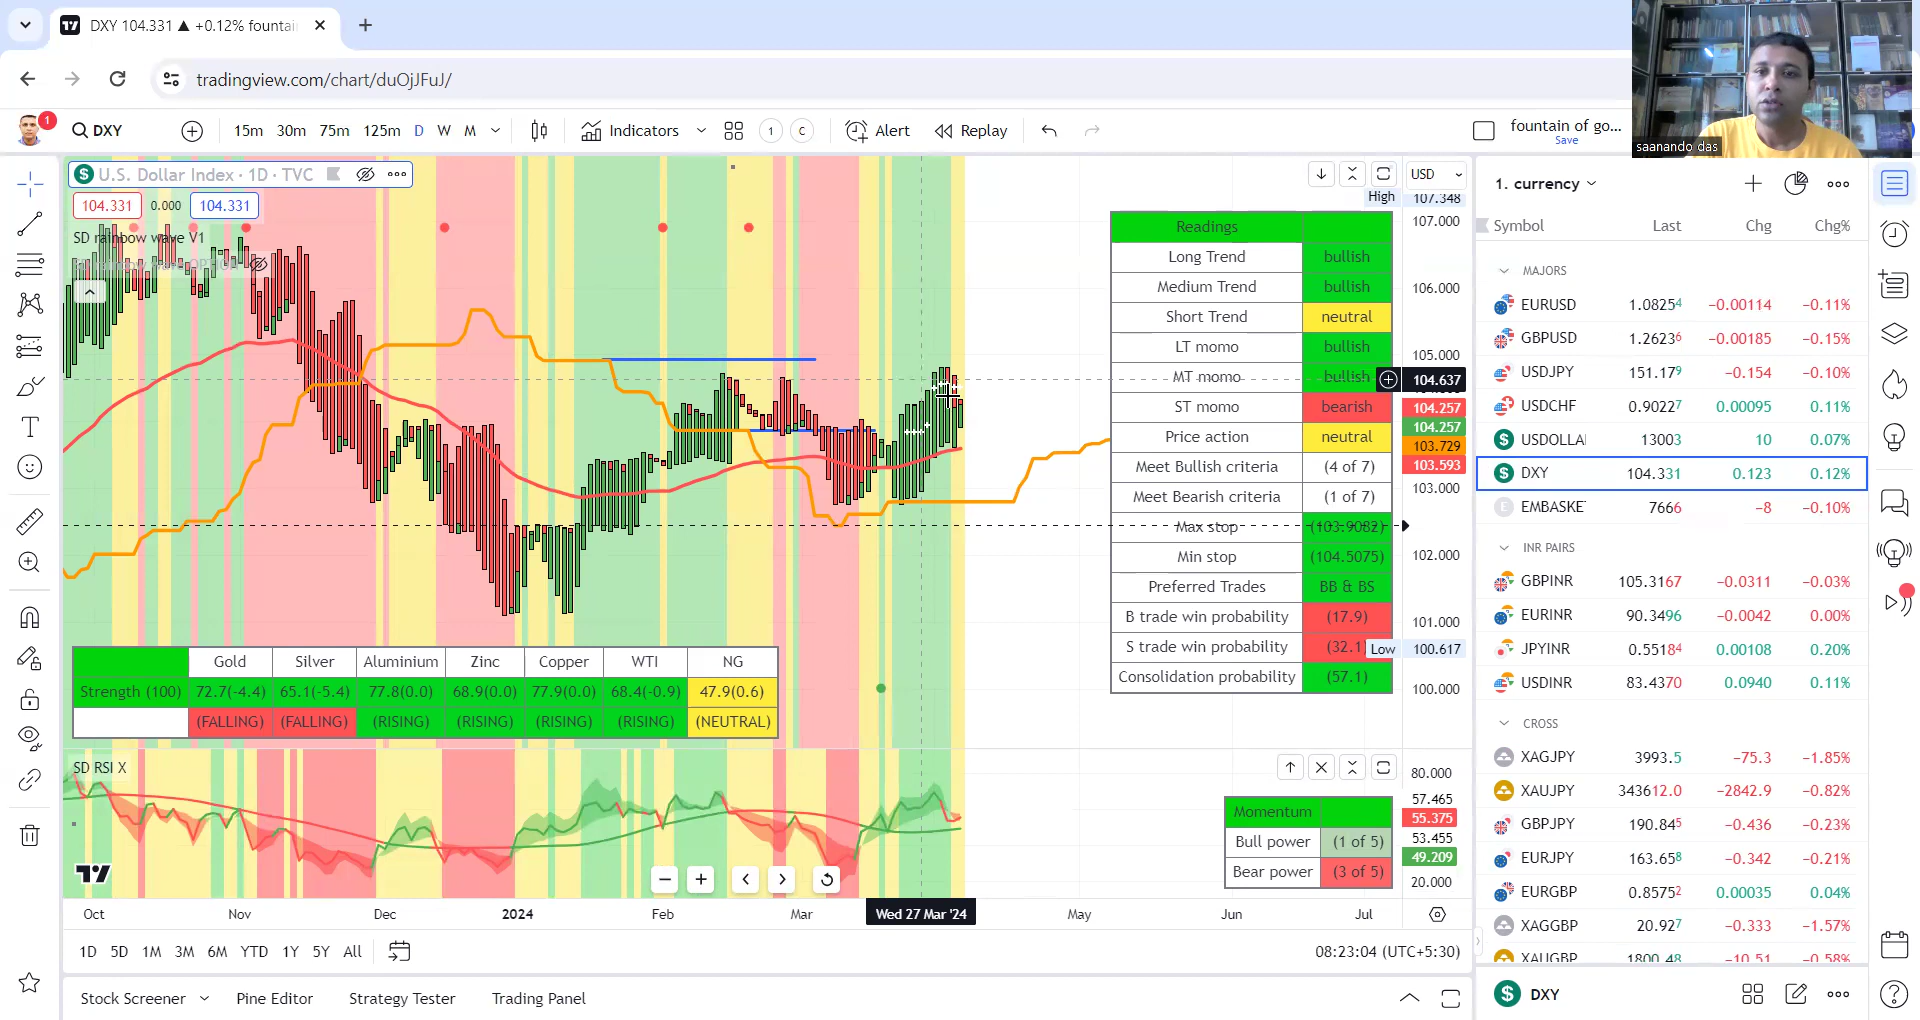 DXY 104.331 ▲ +0.12% fountai
tradingview.com/chart/duOjJFuJ/
1
DXY
15m 30m 75m 125m D W M
Indicators
1 C
Alert
Replay
fountain of go...
Save
saanando das
U.S. Dollar Index · 1D · TVC
104.331 0.000 104.331
SD rainbow wave V1
USD
High 107.348
107.000
106.000
105.000
104.637
104.257
104.257
103.729
103.593
103.000
102.000
101.000
Low 100.617
100.000
Readings
Long Trend bullish
Medium Trend bullish
Short Trend neutral
LT momo bullish
MT momo bullish
ST momo bearish
Price action neutral
Meet Bullish criteria (4 of 7)
Meet Bearish criteria (1 of 7)
Max stop (103.9082)
Min stop (104.5075)
Preferred Trades BB & BS
B trade win probability (17.9)
S trade win probability (32.1
Consolidation probability (57.1)
Gold Silver Aluminium Zinc Copper WTI NG
Strength (100) 72.7(-4.4) 65.1(-5.4) 77.8(0.0) 68.9(0.0) 77.9(0.0) 68.4(-0.9) 47.9(0.6)
(FALLING) (FALLING) (RISING) (RISING) (RISING) (RISING) (NEUTRAL)
SD RSI X
80.000
57.465
55.375
53.455
49.209
20.000
Momentum
Bull power (1 of 5)
Bear power (3 of 5)
Oct Nov Dec 2024 Feb Mar Wed 27 Mar '24 May Jun Jul
1D 5D 1M 3M 6M YTD 1Y 5Y All
08:23:04 (UTC+5:30)
Stock Screener Pine Editor Strategy Tester Trading Panel
1. currency
Symbol Last Chg Chg%
MAJORS
EURUSD 1.08254 −0.00114 −0.11%
GBPUSD 1.26236 −0.00185 −0.15%
USDJPY 151.179 −0.154 −0.10%
USDCHF 0.90227 0.00095 0.11%
USDOLLA 13003 10 0.07%
DXY 104.331 0.123 0.12%
EMBASKE 7666 −8 −0.10%
INR PAIRS
GBPINR 105.3167 −0.0311 −0.03%
EURINR 90.3496 −0.0042 0.00%
JPYINR 0.55184 0.00108 0.20%
USDINR 83.4370 0.0940 0.11%
CROSS
XAGJPY 3993.5 −75.3 −1.85%
XAUJPY 343612.0 −2842.9 −0.82%
GBPJPY 190.845 −0.436 −0.23%
EURJPY 163.658 −0.342 −0.21%
EURGBP 0.85752 0.00035 0.04%
XAGGBP 20.927 −0.333 −1.57%
XAUGBP 1800.48 −10.51 −0.58%
DXY